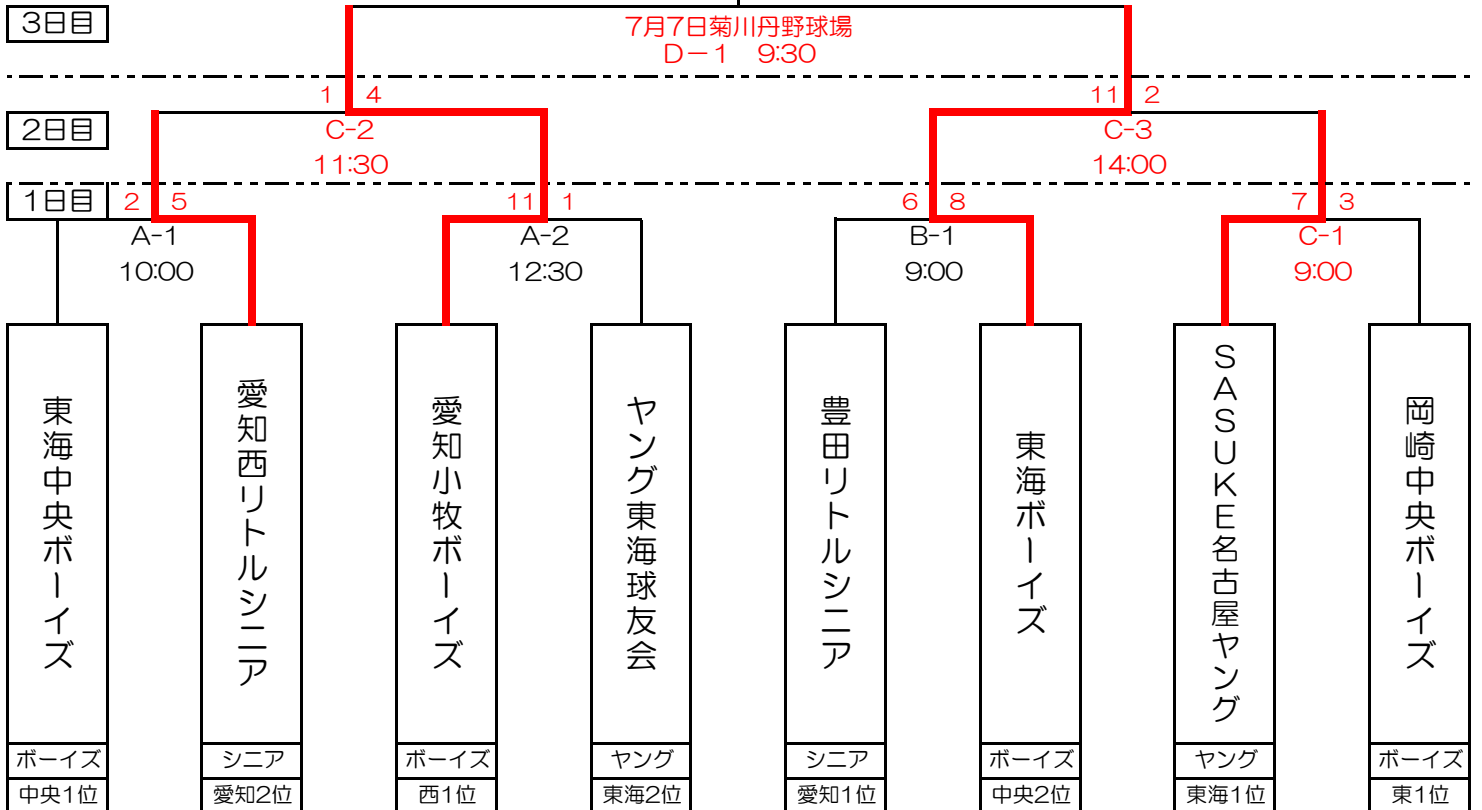 3日目
7月7日菊川丹野球場
D－1 9:30
1 4
11 2
2日目
C-2
C-3
11:30
14:00
1日目
2 5
11 1
6 8
7 3
A-1
A-2
B-1
C-1
10:00
12:30
9:00
9:00
東海中央ボーイズ
愛知西リトルシニア
愛知小牧ボーイズ
ヤング東海球友会
豊田リトルシニア
東海ボーイズ
SASUKE名古屋ヤング
岡崎中央ボーイズ
ボーイズ
シニア
ボーイズ
ヤング
シニア
ボーイズ
ヤング
ボーイズ
中央1位
愛知2位
西1位
東海2位
愛知1位
中央2位
東海1位
東1位